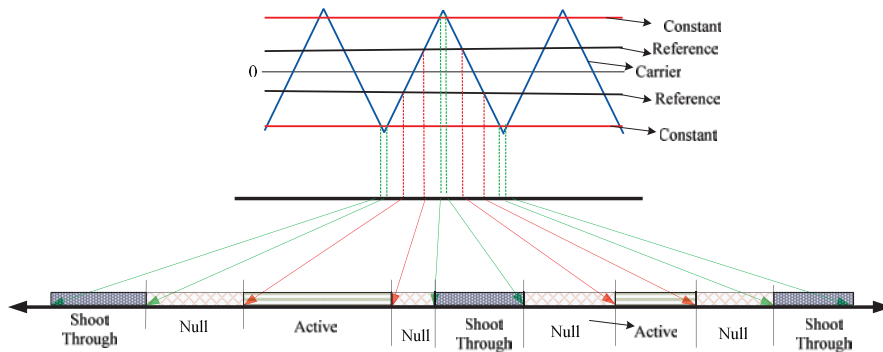 Constant
Reference
0
Carrier
Reference
Constant
Shoot
Through
Null
Active
Null
Shoot
Through
Null
Active
Null
Shoot
Through